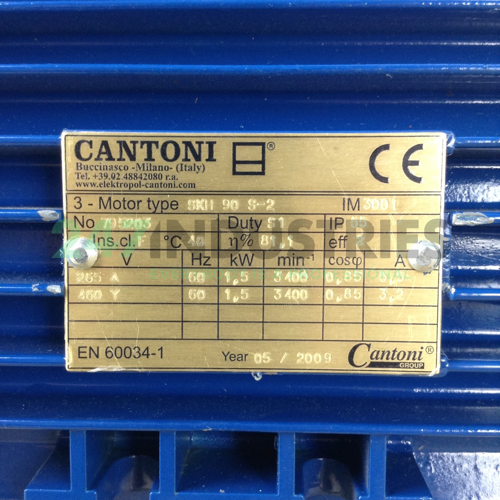 CANTONI ®
Buccinasco -Milano- (Italy)
Tel. +39.02 48842080 r.a.
www.elektropol-cantoni.com
CE
3 - Motor type SKH 90 S-2 IM
No Duty S1 IP
Ins.cl. F °C 40 η% 81,1 eff
V Hz kW min⁻¹ cosφ A
265 Δ 60 1,5 3400 0,85
460 Y 60 1,5 3400 0,85 3,2
EN 60034-1 Year 05 / 2009 Cantoni®
GROUP
INDUSTRIES